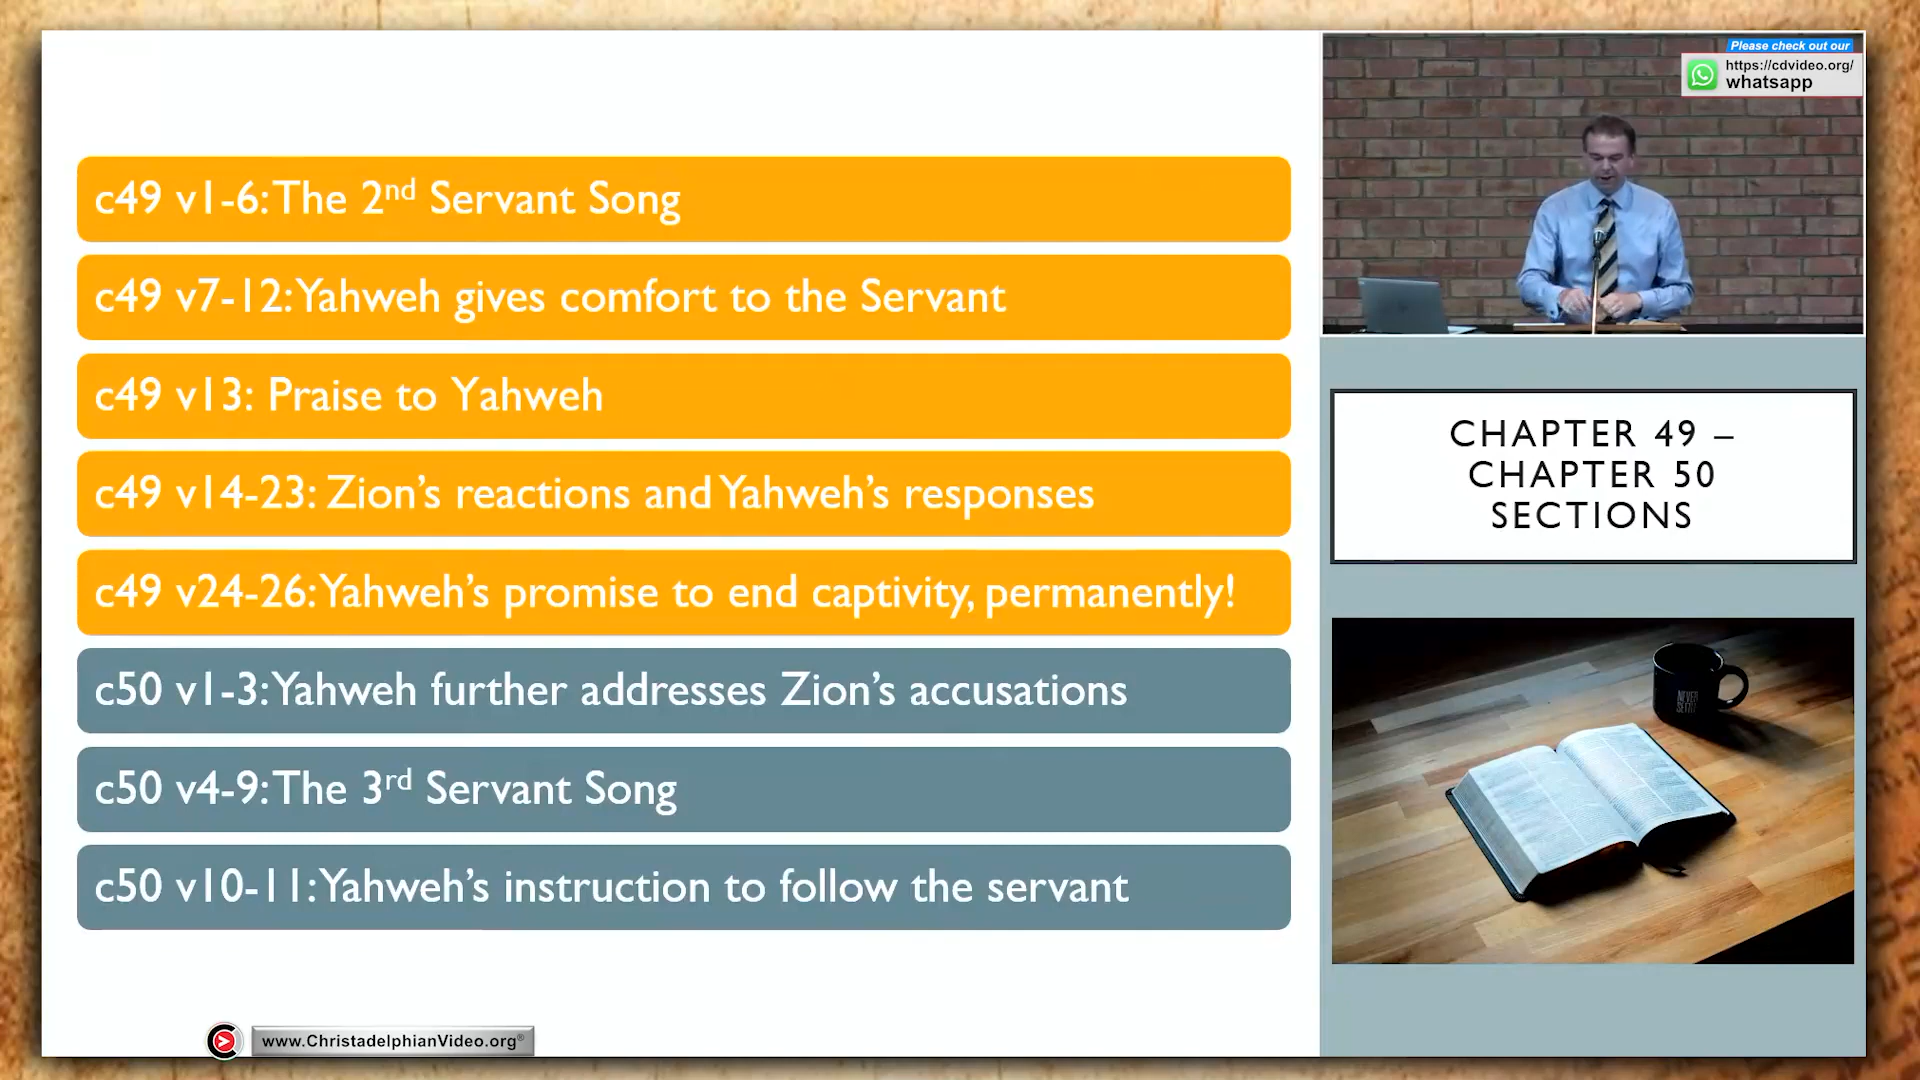 c49 v1-6: The 2nd Servant Song
c49 v7-12: Yahweh gives comfort to the Servant
c49 v13: Praise to Yahweh
c49 v14-23: Zion’s reactions and Yahweh’s responses
c49 v24-26: Yahweh’s promise to end captivity, permanently!
c50 v1-3: Yahweh further addresses Zion’s accusations
c50 v4-9: The 3rd Servant Song
c50 v10-11: Yahweh’s instruction to follow the servant
www.ChristadelphianVideo.org®
Please check out our
https://cdvideo.org/
whatsapp
CHAPTER 49 –
CHAPTER 50
SECTIONS
NEVER
SETTLE